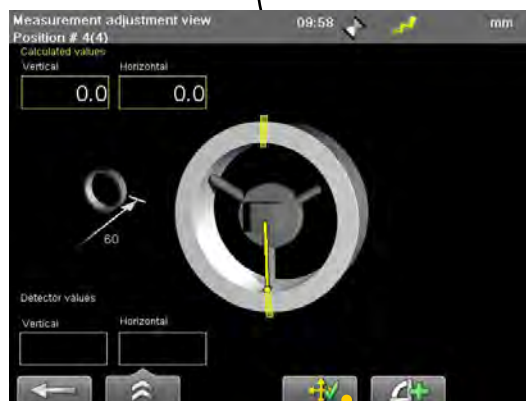 Measurement adjustment view 09:58 mm
Position # 4(4)
Calculated values
Vertical Horizontal
0.0 0.0
60
Detector values
Vertical Horizontal